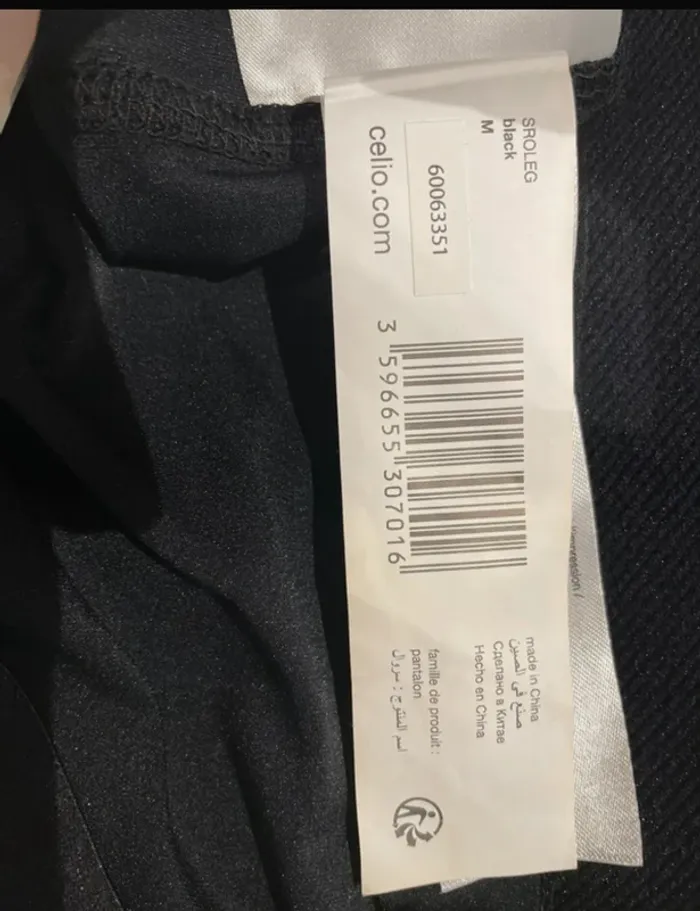 SROLEG
black
M
60063351
celio.com
3 596655 307016
made in China
صنع في الصين
Сделано в Китае
Hecho en China
famille de produit :
pantalon
اسم المنتوج : سروال